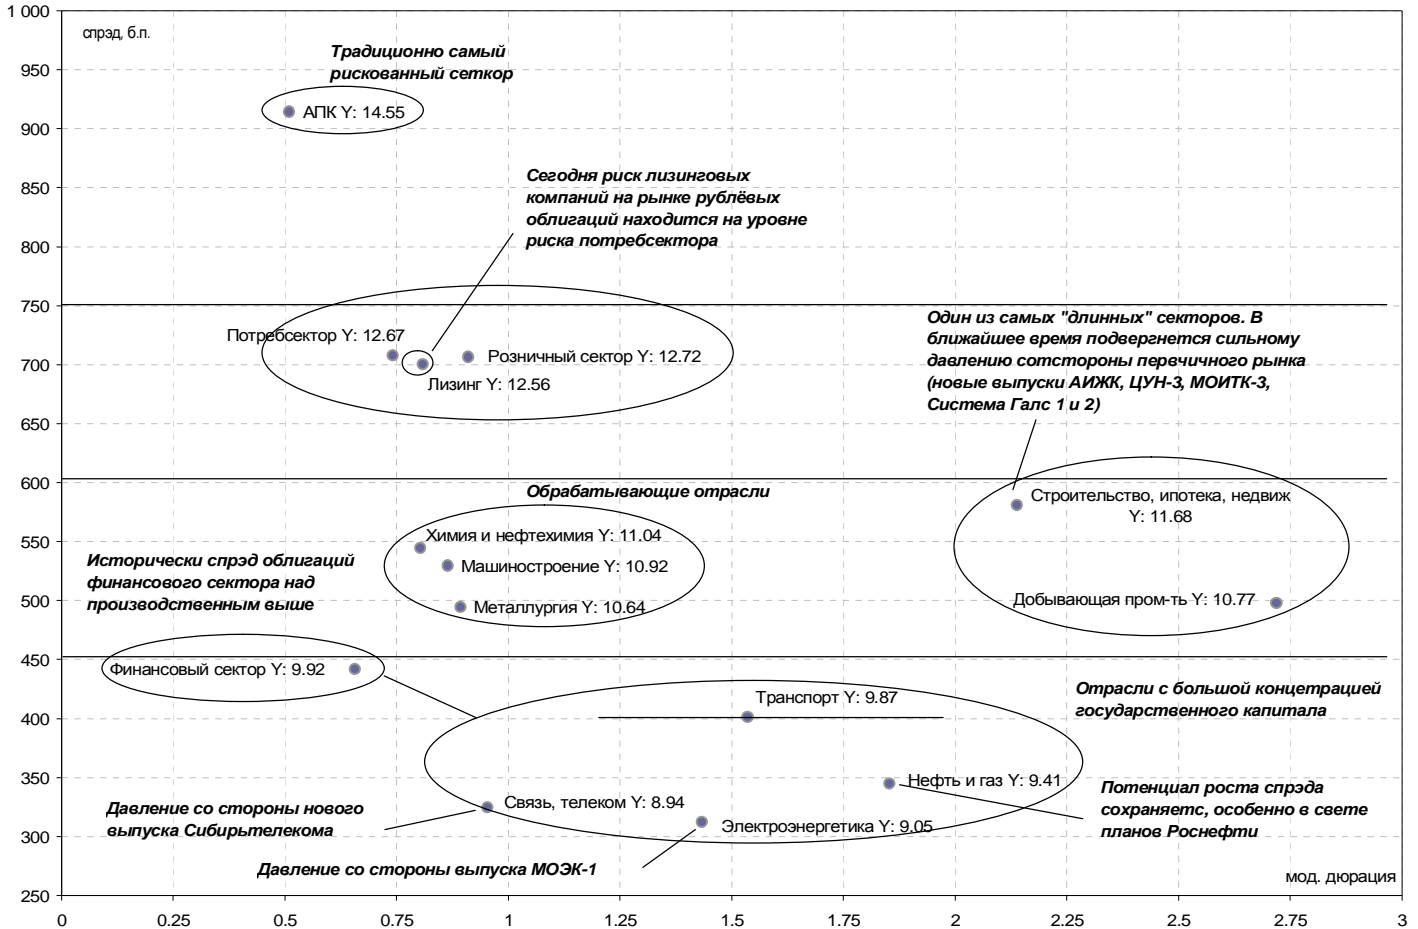 1 000
спрэд, б.п.
Традиционно самый
рискованный сеткор
950
АПК Y: 14.55
900
Сегодня риск лизинговых
компаний на рынке рублёвых
облигаций находится на уровне
риска потребсектора
850
800
750
Один из самых "длинных" секторов. В
ближайшее время подвергнется сильному
давлению сотстороны первчичного рынка
(новые выпуски АИЖК, ЦУН-3, МОИТК-3,
Система Галс 1 и 2)
Потребсектор Y: 12.67
Розничный сектор Y: 12.72
700
Лизинг Y: 12.56
650
600
Обрабатывающие отрасли
Строительство, ипотека, недвиж
Y: 11.68
Химия и нефтехимия Y: 11.04
550
Исторически спрэд облигаций
финансового сектора над
производственным выше
Машиностроение Y: 10.92
Металлургия Y: 10.64
Добывающая пром-ть Y: 10.77
500
450
Финансовый сектор Y: 9.92
Отрасли с большой концетрацией
государственного капитала
Транспорт Y: 9.87
400
350
Нефть и газ Y: 9.41
Потенциал роста спрэда
сохраняетс, особенно в свете
планов Роснефти
Давление со стороны нового
выпуска Сибирьтелекома
Связь, телеком Y: 8.94
Электроэнергетика Y: 9.05
300
Давление со стороны выпуска МОЭК-1
мод. дюрация
250
0 0.25 0.5 0.75 1 1.25 1.5 1.75 2 2.25 2.5 2.75 3